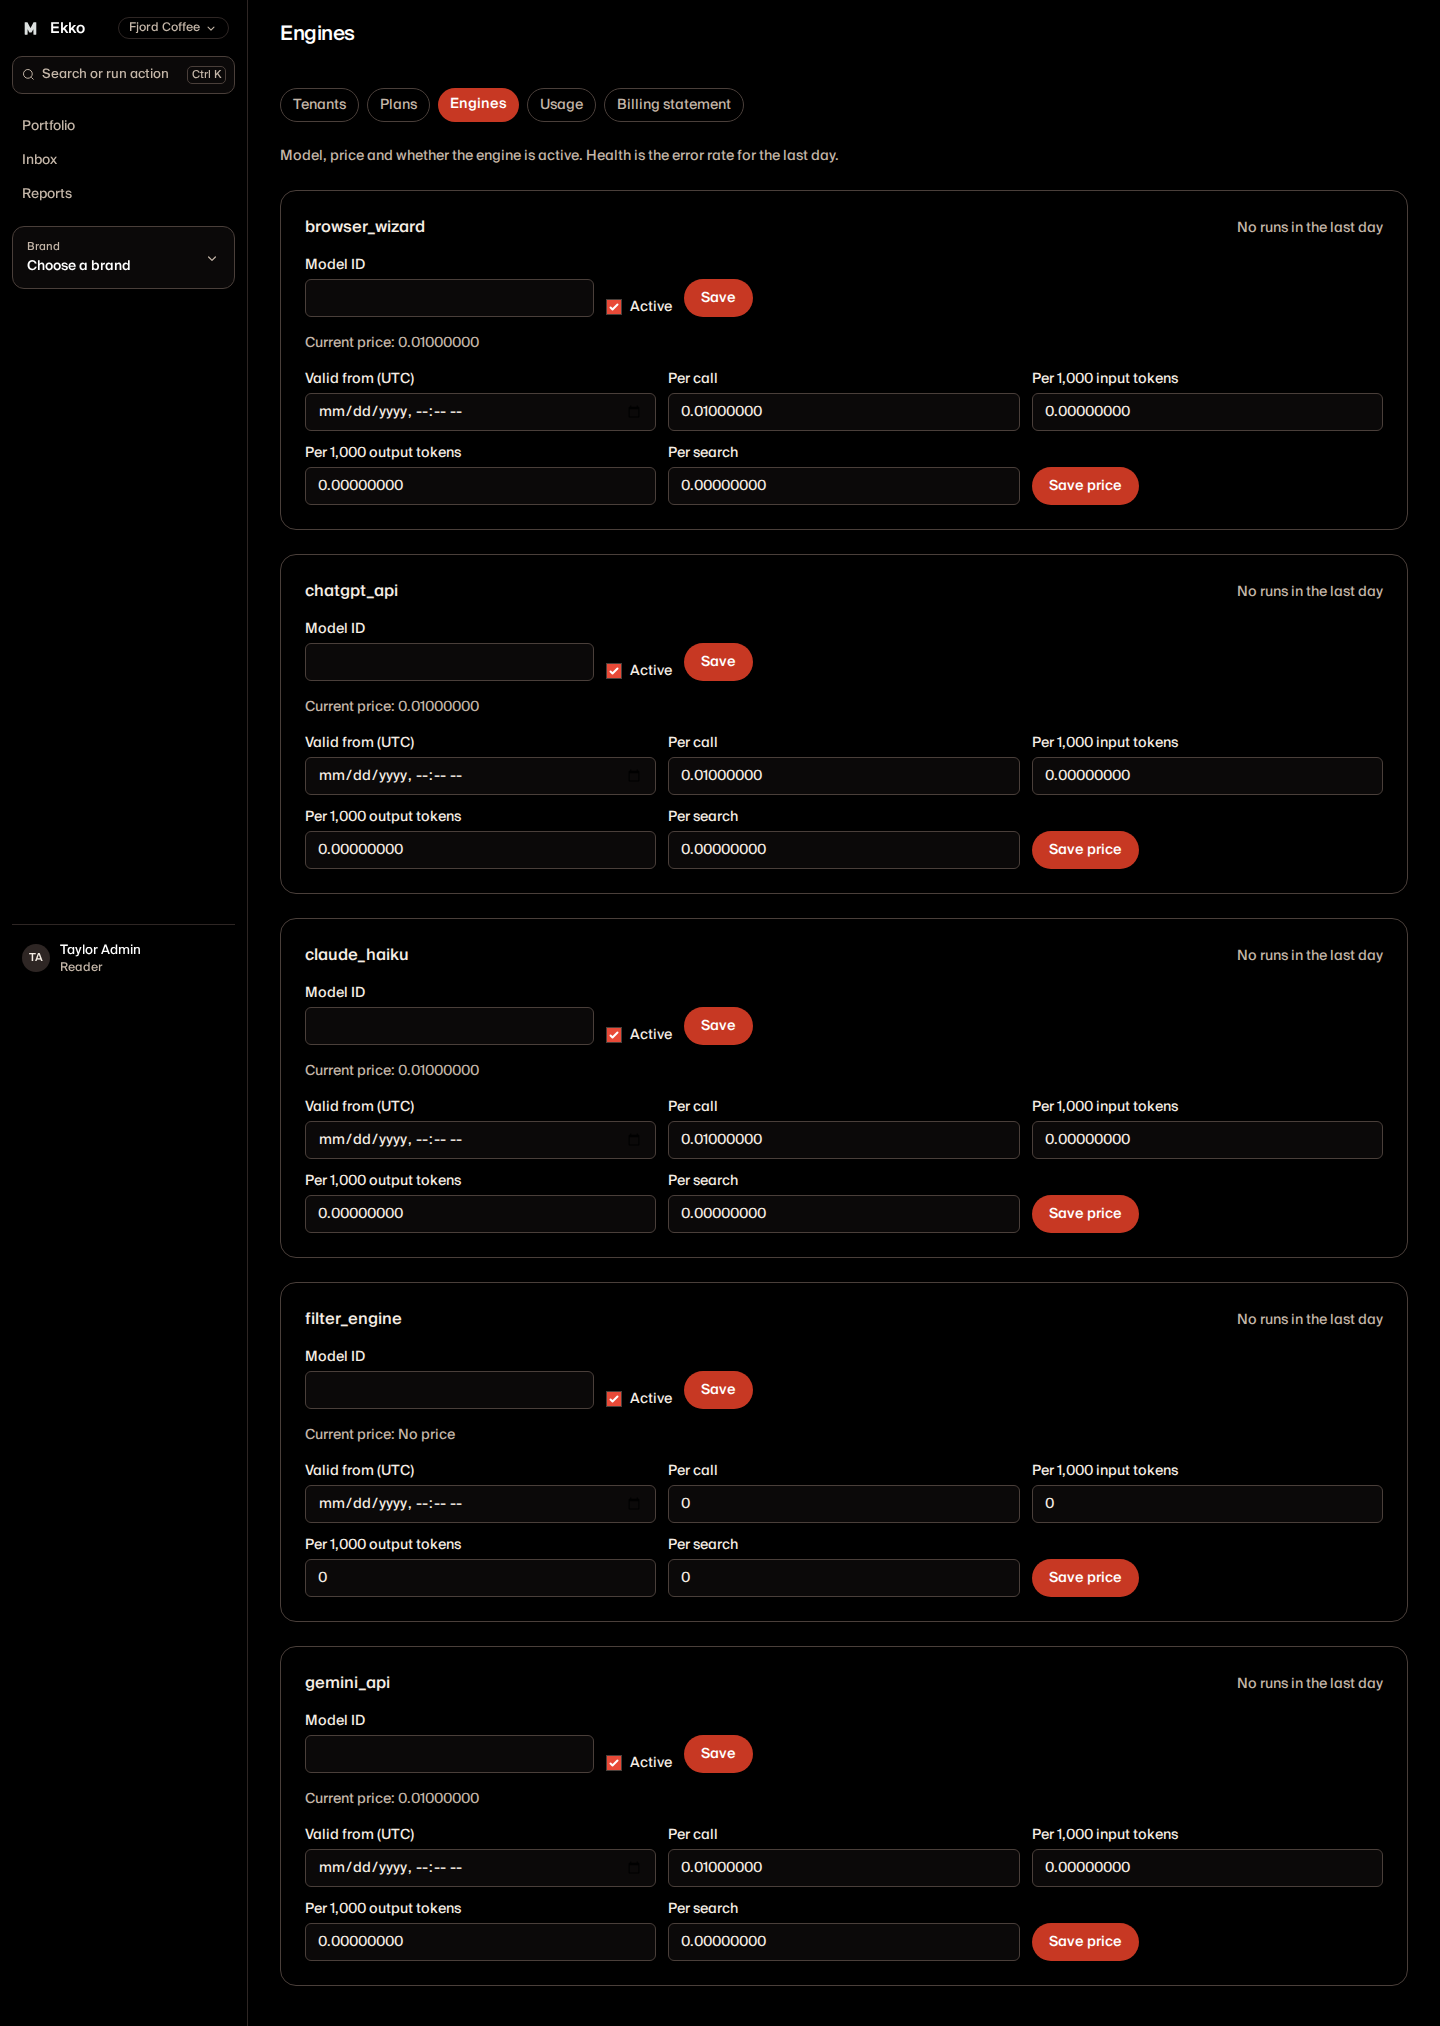 Ekko
Fjord Coffee
Search or run action
Ctrl K
Portfolio
Inbox
Reports
Brand
Choose a brand
TA
Taylor Admin
Reader
Engines
Tenants
Plans
Engines
Usage
Billing statement
Model, price and whether the engine is active. Health is the error rate for the last day.
browser_wizard
No runs in the last day
Model ID
Active
Save
Current price: 0.01000000
Valid from (UTC)
Per call
Per 1,000 input tokens
mm/dd/yyyy, --:-- --
0.01000000
0.00000000
Per 1,000 output tokens
Per search
0.00000000
0.00000000
Save price
chatgpt_api
No runs in the last day
Model ID
Active
Save
Current price: 0.01000000
Valid from (UTC)
Per call
Per 1,000 input tokens
mm/dd/yyyy, --:-- --
0.01000000
0.00000000
Per 1,000 output tokens
Per search
0.00000000
0.00000000
Save price
claude_haiku
No runs in the last day
Model ID
Active
Save
Current price: 0.01000000
Valid from (UTC)
Per call
Per 1,000 input tokens
mm/dd/yyyy, --:-- --
0.01000000
0.00000000
Per 1,000 output tokens
Per search
0.00000000
0.00000000
Save price
filter_engine
No runs in the last day
Model ID
Active
Save
Current price: No price
Valid from (UTC)
Per call
Per 1,000 input tokens
mm/dd/yyyy, --:-- --
0
0
Per 1,000 output tokens
Per search
0
0
Save price
gemini_api
No runs in the last day
Model ID
Active
Save
Current price: 0.01000000
Valid from (UTC)
Per call
Per 1,000 input tokens
mm/dd/yyyy, --:-- --
0.01000000
0.00000000
Per 1,000 output tokens
Per search
0.00000000
0.00000000
Save price